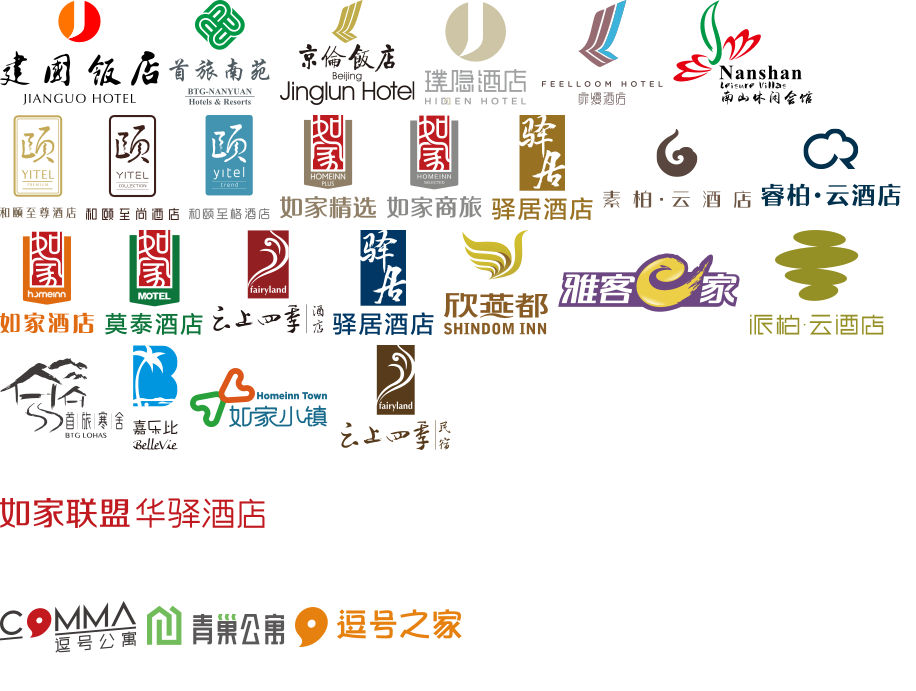 建國飯店
JIANGUO HOTEL
首旅南苑
BTG-NANYUAN
Hotels & Resorts
京倫飯店
Beijing
Jinglun Hotel
璞隐酒店
HIDDEN HOTEL
FEELLOOM HOTEL
Nanshan
Leisure Villas
南山休闲会馆
颐
YITEL
PREMIUM
和颐至尊酒店
颐
YITEL
COLLECTION
和颐至尚酒店
颐
yitel
trend
和颐至格酒店
如家
HOMEINN
PLUS
如家精选
如家
HOMEINN
SELECTED
如家商旅
驿居
驿居酒店
素柏·云酒店
睿柏·云酒店
如家
homeinn
如家酒店
如家
MOTEL
莫泰酒店
fairyland
云上四季
酒店
驿居
驿居酒店
欣燕都
SHINDOM INN
雅客e家
派柏·云酒店
首旅寒舍
BTG LOHAS
B
嘉乐比
BelleVie
Homeinn Town
如家小镇
fairyland
云上四季
民宿
如家联盟 华驿酒店
COMMA
逗号公寓
青巢公寓
逗号之家